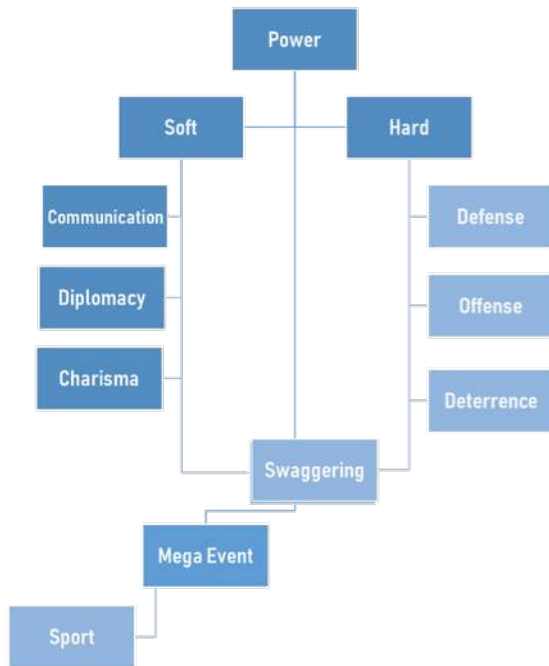 Power
Soft
Hard
Communication
Defense
Diplomacy
Offense
Charisma
Deterrence
Swaggering
Mega Event
Sport